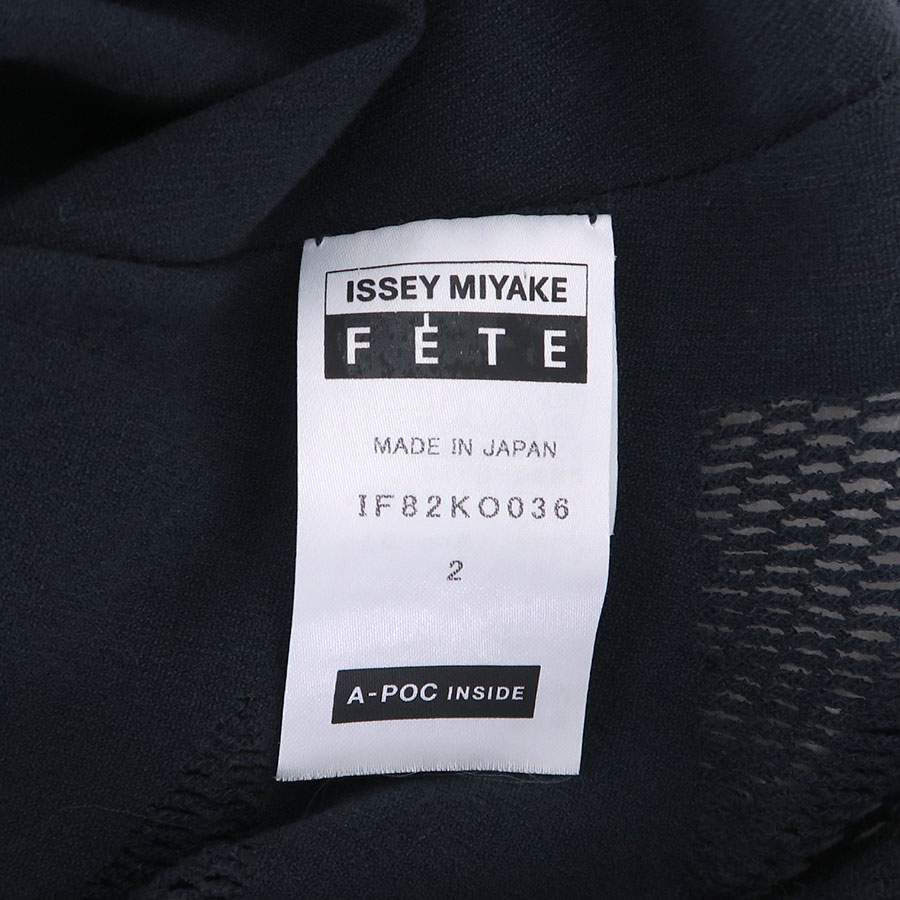 ISSEY MIYAKE
FÊTE
MADE IN JAPAN
IF82KO036
2
A-POC INSIDE